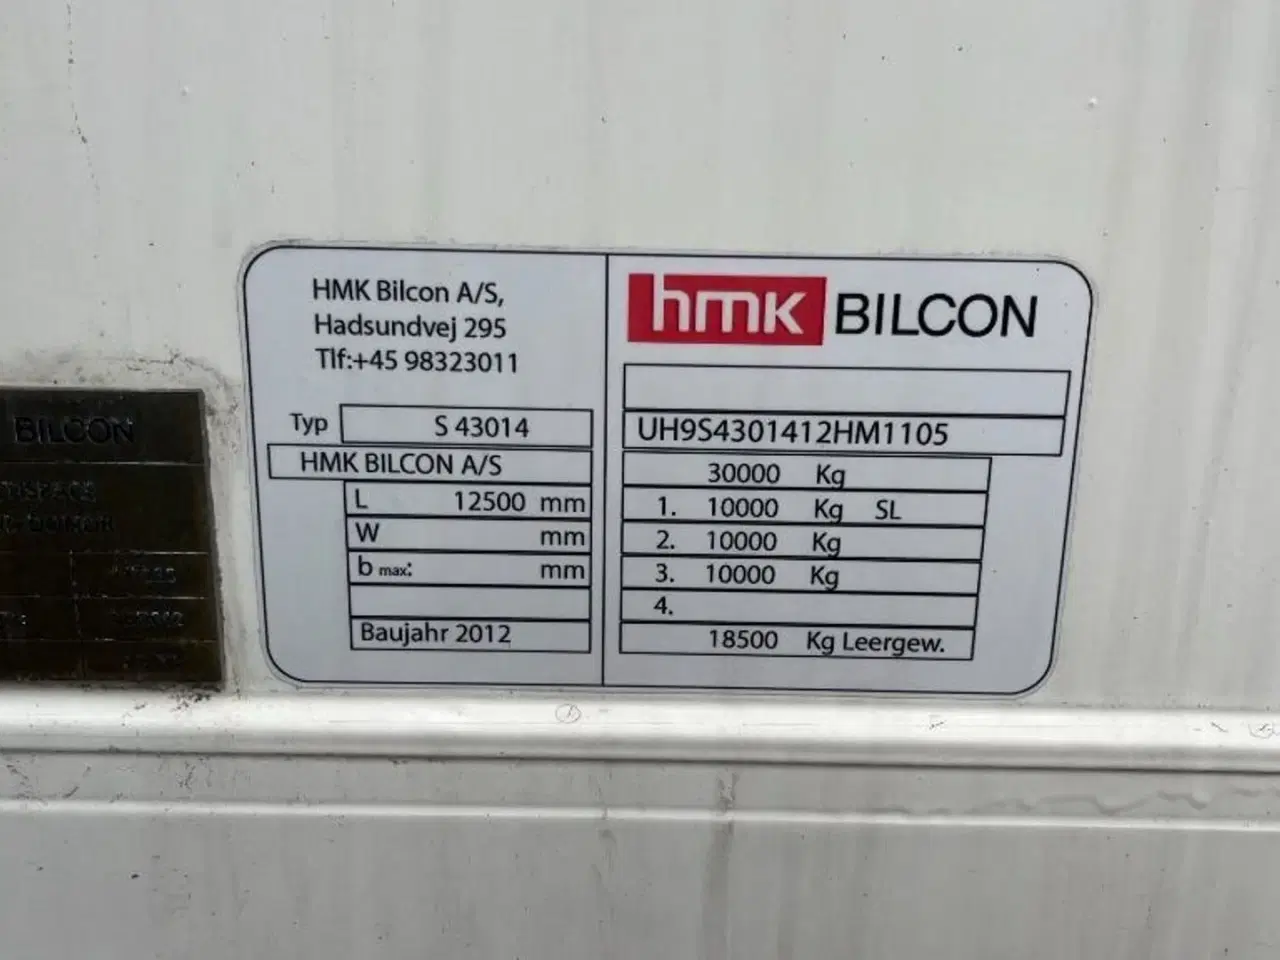 HMK Bilcon A/S,
Hadsundvej 295
Tlf:+45 98323011
Typ S 43014
HMK BILCON A/S
L 12500 mm
W mm
b max: mm
Baujahr 2012
hmk BILCON
UH9S4301412HM1105
30000 Kg
1. 10000 Kg SL
2. 10000 Kg
3. 10000 Kg
4.
18500 Kg Leergew.
BILCON